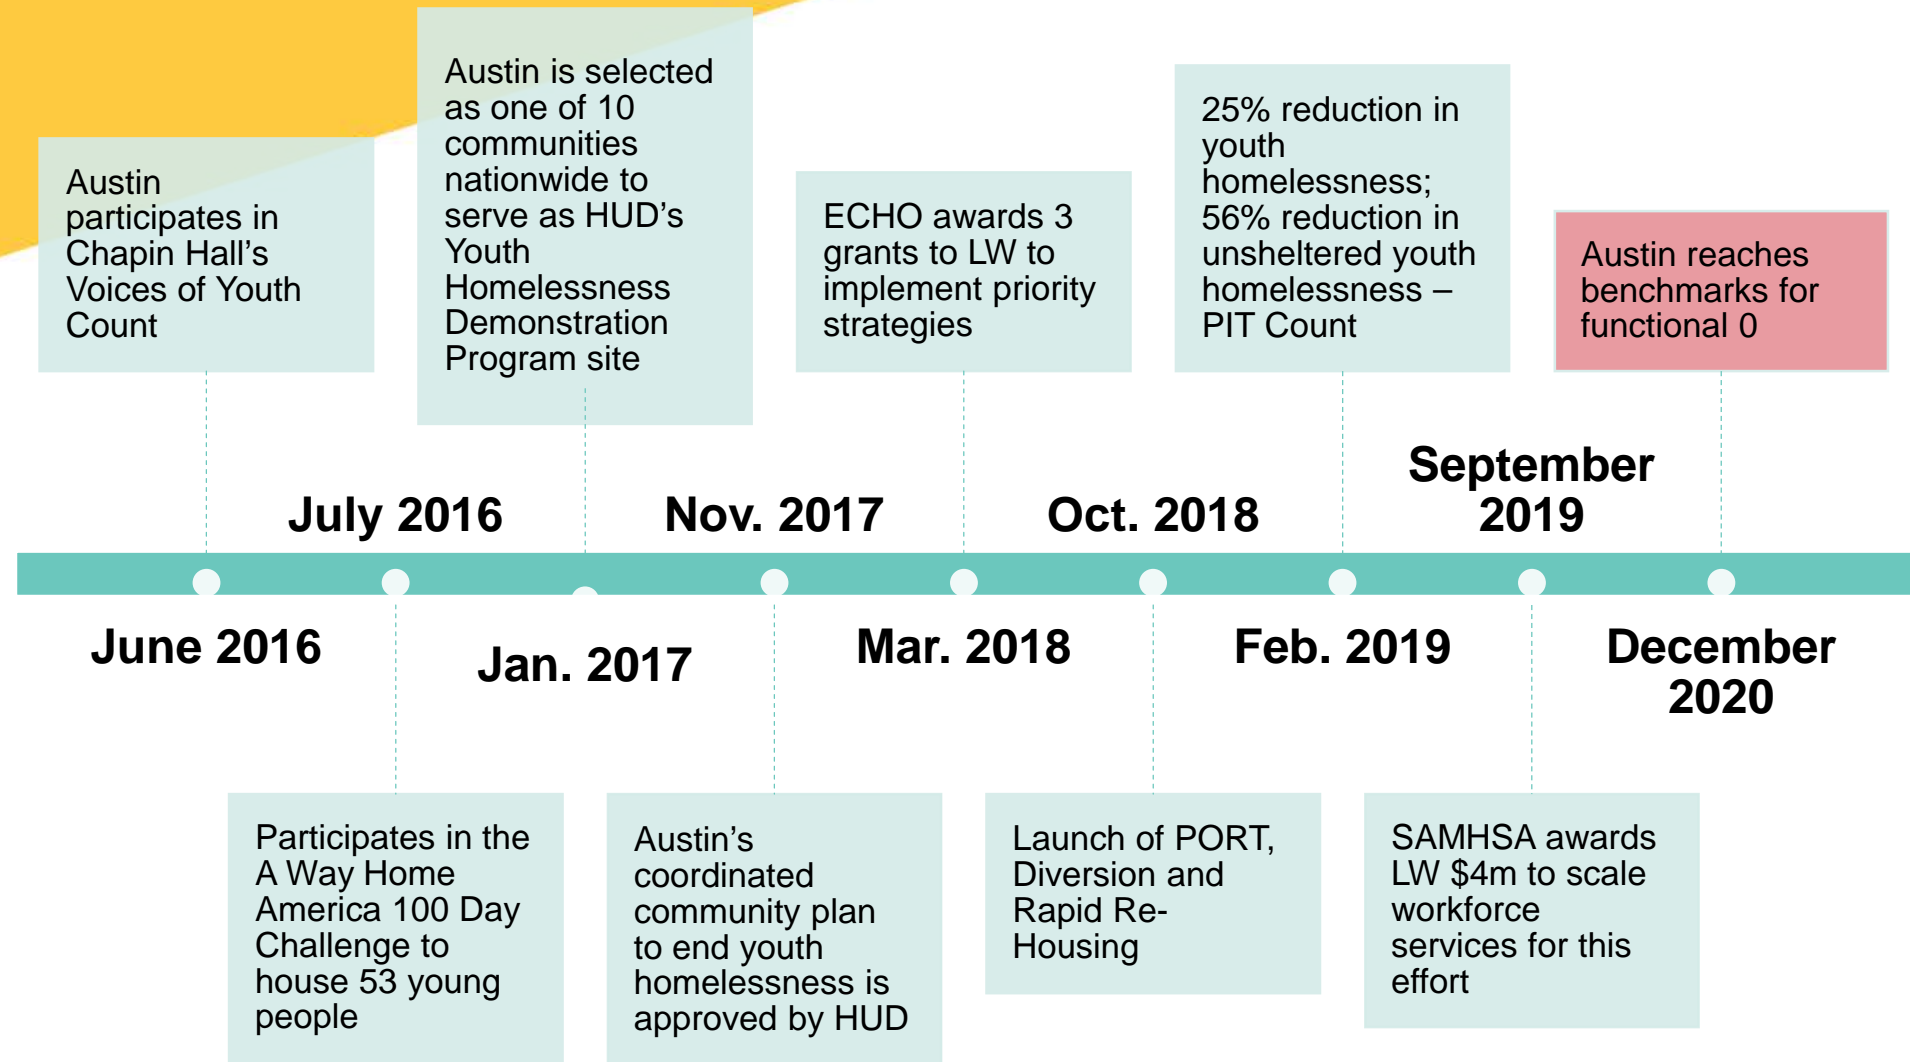 Austin
participates in
Chapin Hall’s
Voices of Youth
Count
Austin is selected
as one of 10
communities
nationwide to
serve as HUD’s
Youth
Homelessness
Demonstration
Program site
ECHO awards 3
grants to LW to
implement priority
strategies
25% reduction in
youth
homelessness;
56% reduction in
unsheltered youth
homelessness –
PIT Count
Austin reaches
benchmarks for
functional 0
July 2016
Nov. 2017
Oct. 2018
September
2019
June 2016
Jan. 2017
Mar. 2018
Feb. 2019
December
2020
Participates in the
A Way Home
America 100 Day
Challenge to
house 53 young
people
Austin’s
coordinated
community plan
to end youth
homelessness is
approved by HUD
Launch of PORT,
Diversion and
Rapid Re-
Housing
SAMHSA awards
LW $4m to scale
workforce
services for this
effort